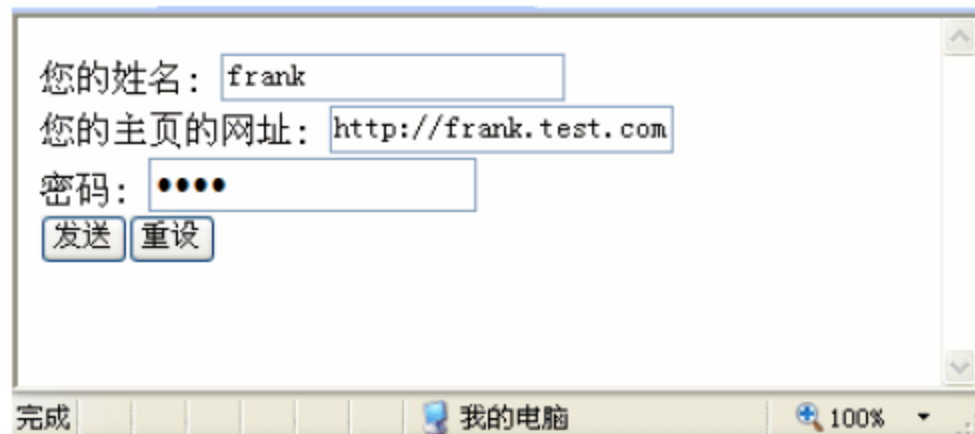 您的姓名: frank
您的主页的网址: http://frank.test.com
密码: ••••
发送 重设
完成 我的电脑 100%